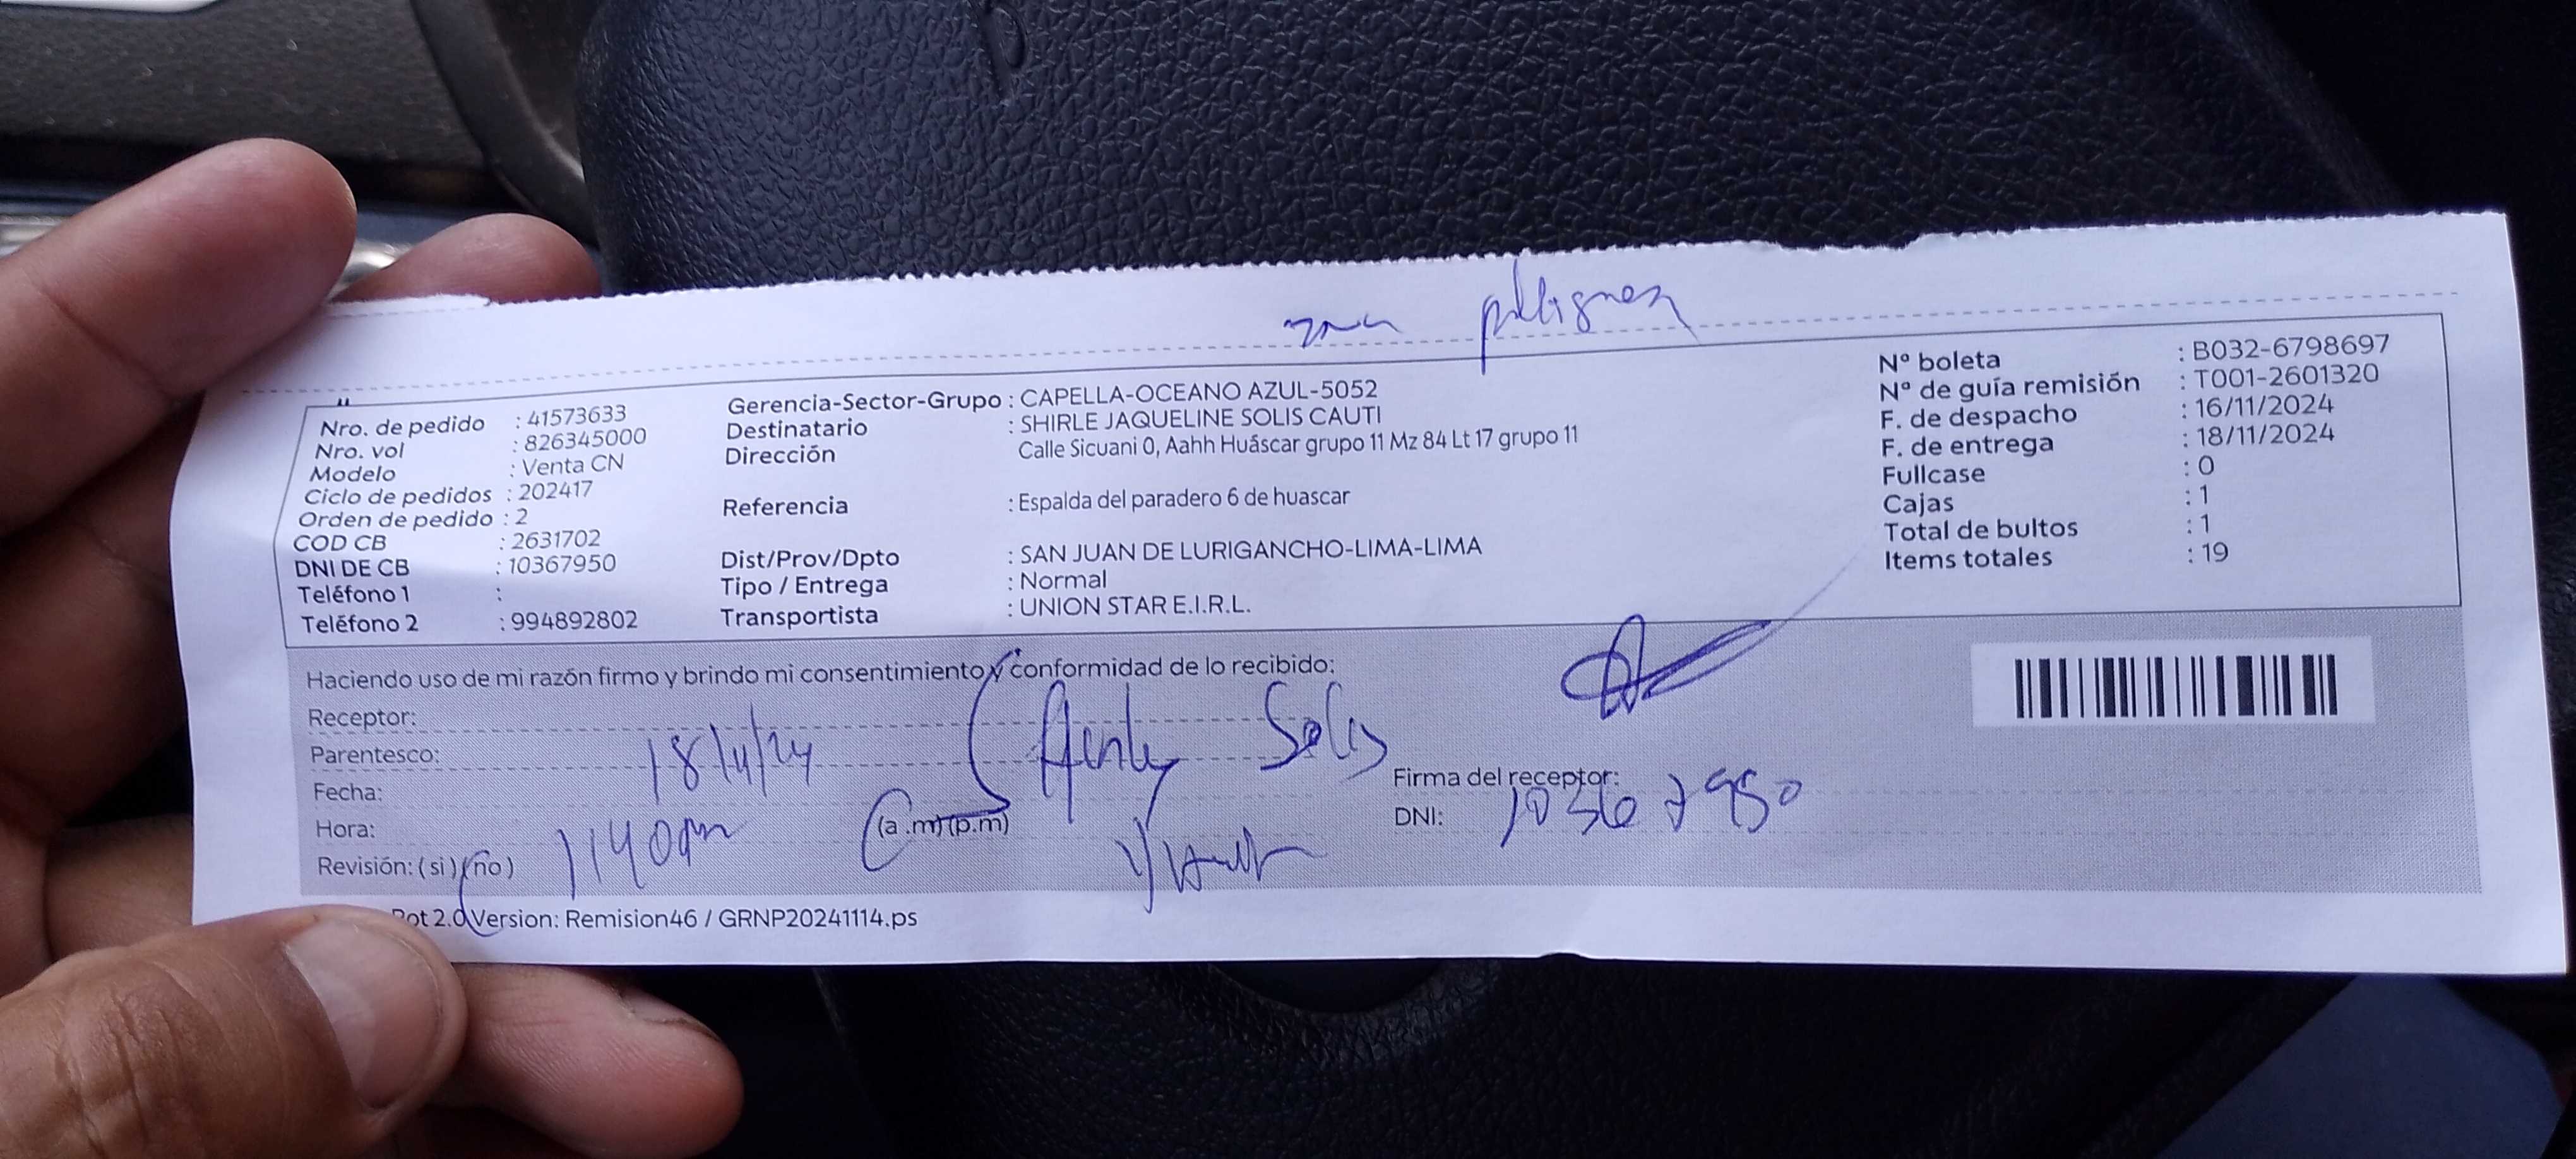 Nro. de pedido : 41573633
Nro. vol : 826345000
Modelo : Venta CN
Ciclo de pedidos : 202417
Orden de pedido : 2
COD CB : 2631702
DNI DE CB : 10367950
Teléfono 1 :
Teléfono 2 : 994892802
Gerencia-Sector-Grupo : CAPELLA-OCEANO AZUL-5052
Destinatario : SHIRLE JAQUELINE SOLIS CAUTI
Dirección Calle Sicuani 0, Aahh Huáscar grupo 11 Mz 84 Lt 17 grupo 11
Referencia : Espalda del paradero 6 de huascar
Dist/Prov/Dpto : SAN JUAN DE LURIGANCHO-LIMA-LIMA
Tipo / Entrega : Normal
Transportista : UNION STAR E.I.R.L.
Nº boleta : B032-6798697
Nº de guía remisión : T001-2601320
F. de despacho : 16/11/2024
F. de entrega : 18/11/2024
Fullcase : 0
Cajas : 1
Total de bultos : 1
Items totales : 19
Haciendo uso de mi razón firmo y brindo mi consentimiento y conformidad de lo recibido:
Receptor: Solis
Parentesco:
Fecha: 18/11/24
Hora: 1140am (a.m) (p.m)
Revisión: ( si ) ( no )
Firma del receptor:
DNI: 10367950
2.0 Version: Remision46 / GRNP20241114.ps